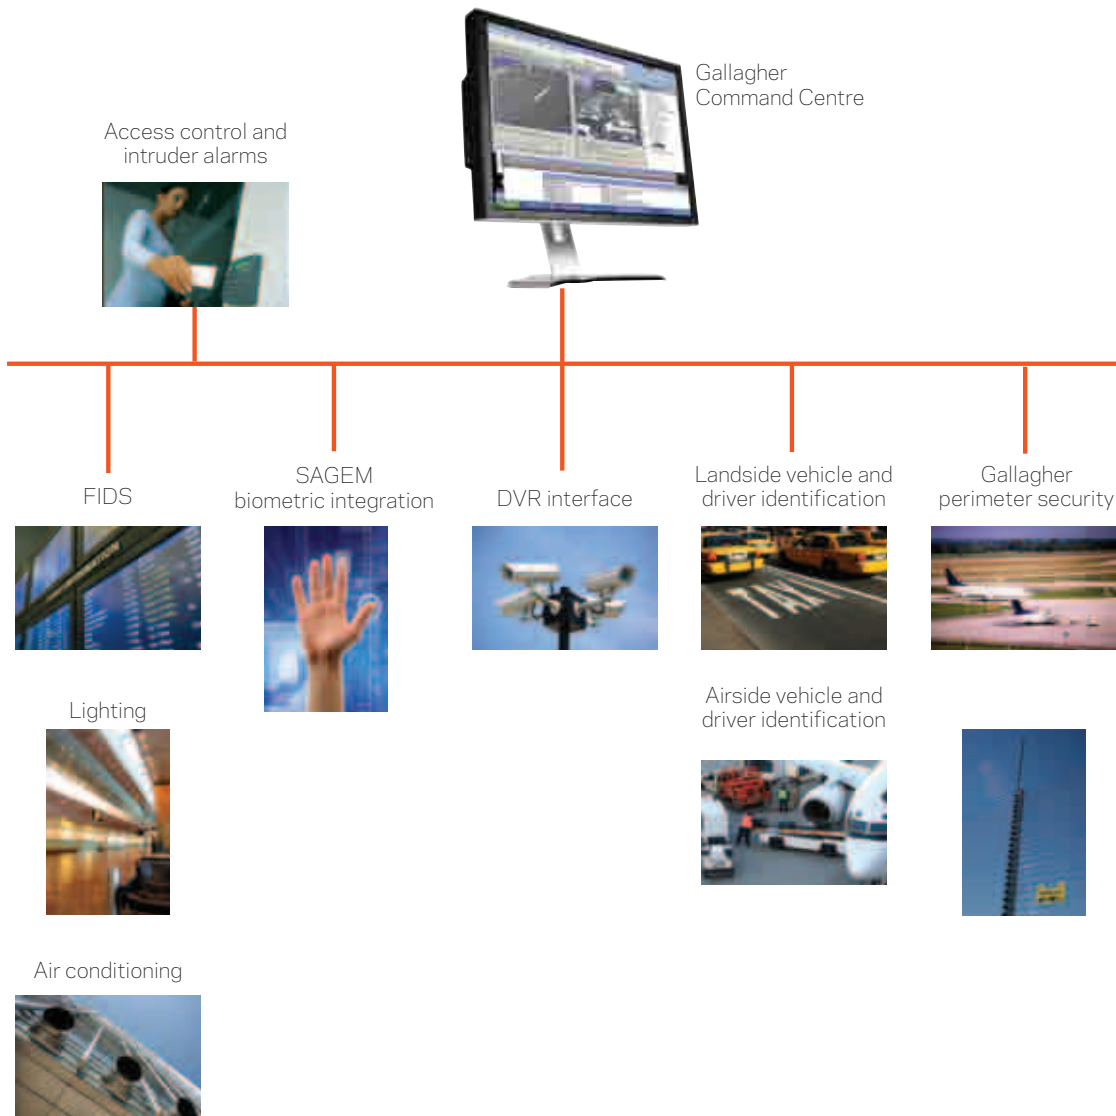 Gallagher
Command Centre
Access control and
intruder alarms
FIDS
SAGEM
biometric integration
DVR interface
Landside vehicle and
driver identification
Gallagher
perimeter security
TAXI
Lighting
Airside vehicle and
driver identification
Air conditioning